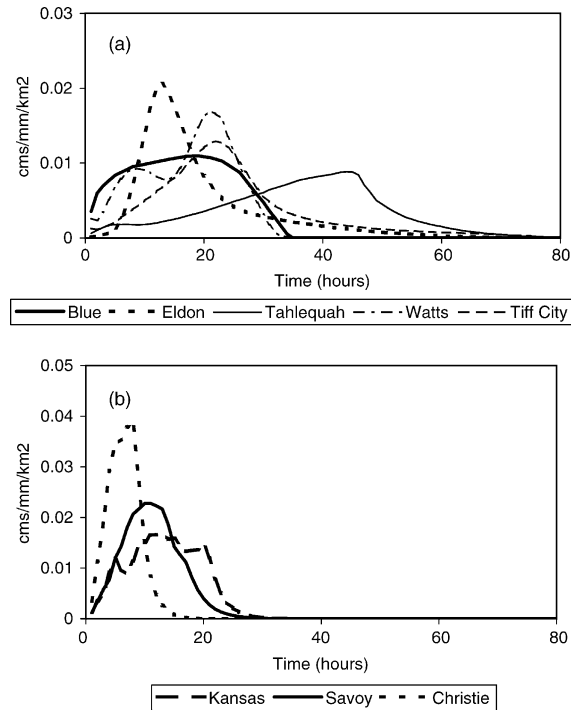 0.03
(a)
0.02
cms/mm/km2
0.01
0
0 20 40 60 80
Time (hours)
Blue Eldon Tahlequah Watts Tiff City
0.05
(b)
0.04
0.03
cms/mm/km2
0.02
0.01
0
0 20 40 60 80
Time (hours)
Kansas Savoy Christie